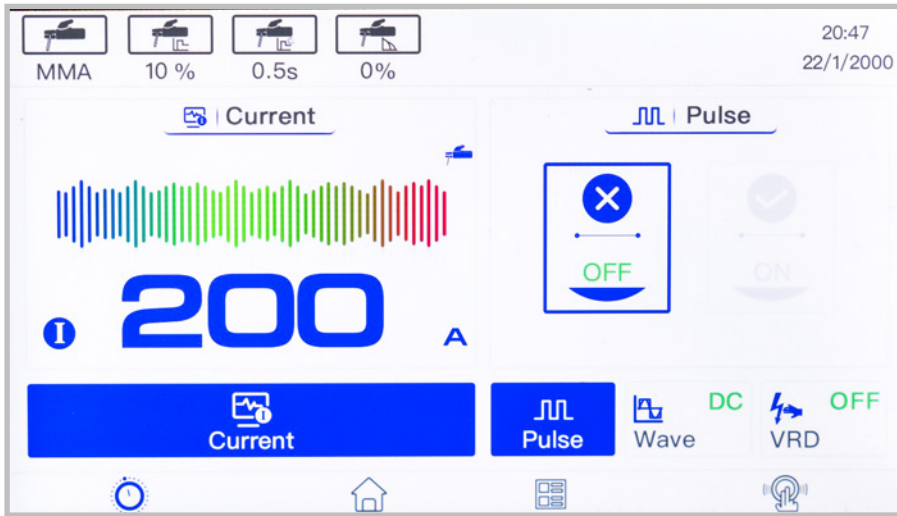 MMA 10 % 0.5s 0%
20:47
22/1/2000
Current
Pulse
200 A
OFF
ON
Current
Pulse
Wave DC
VRD OFF